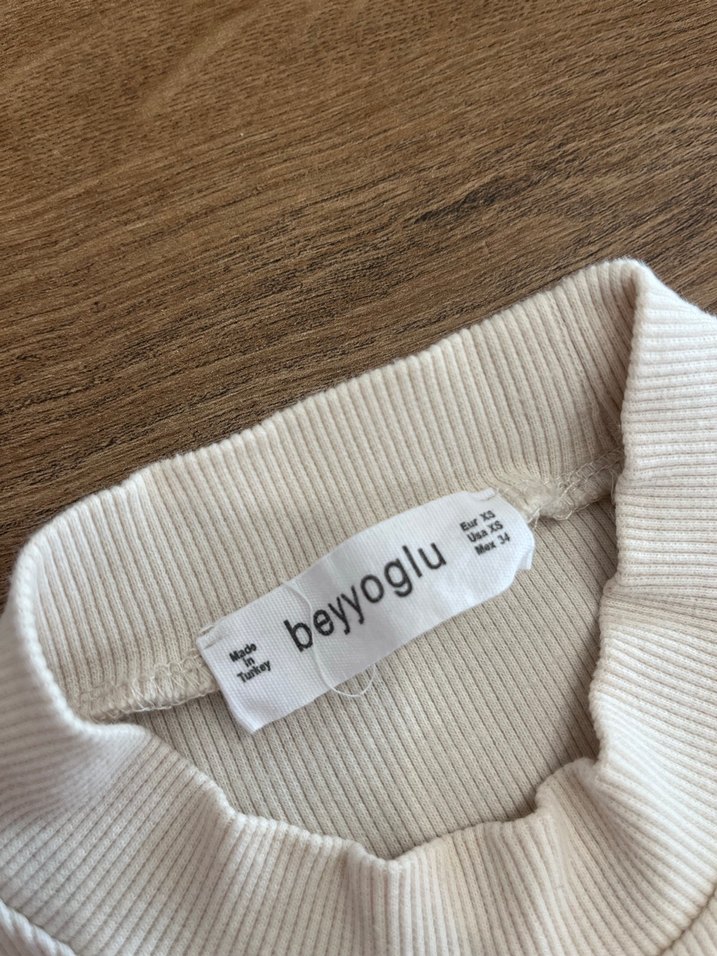 Made
in
Turkey
beyyoglu
Eur XS
Usa XS
Mex 34